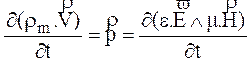 ∂(ρₘ.V⃗)/∂t = p⃗ = ∂(ε.E⃗ ∧ μ.H⃗)/∂t